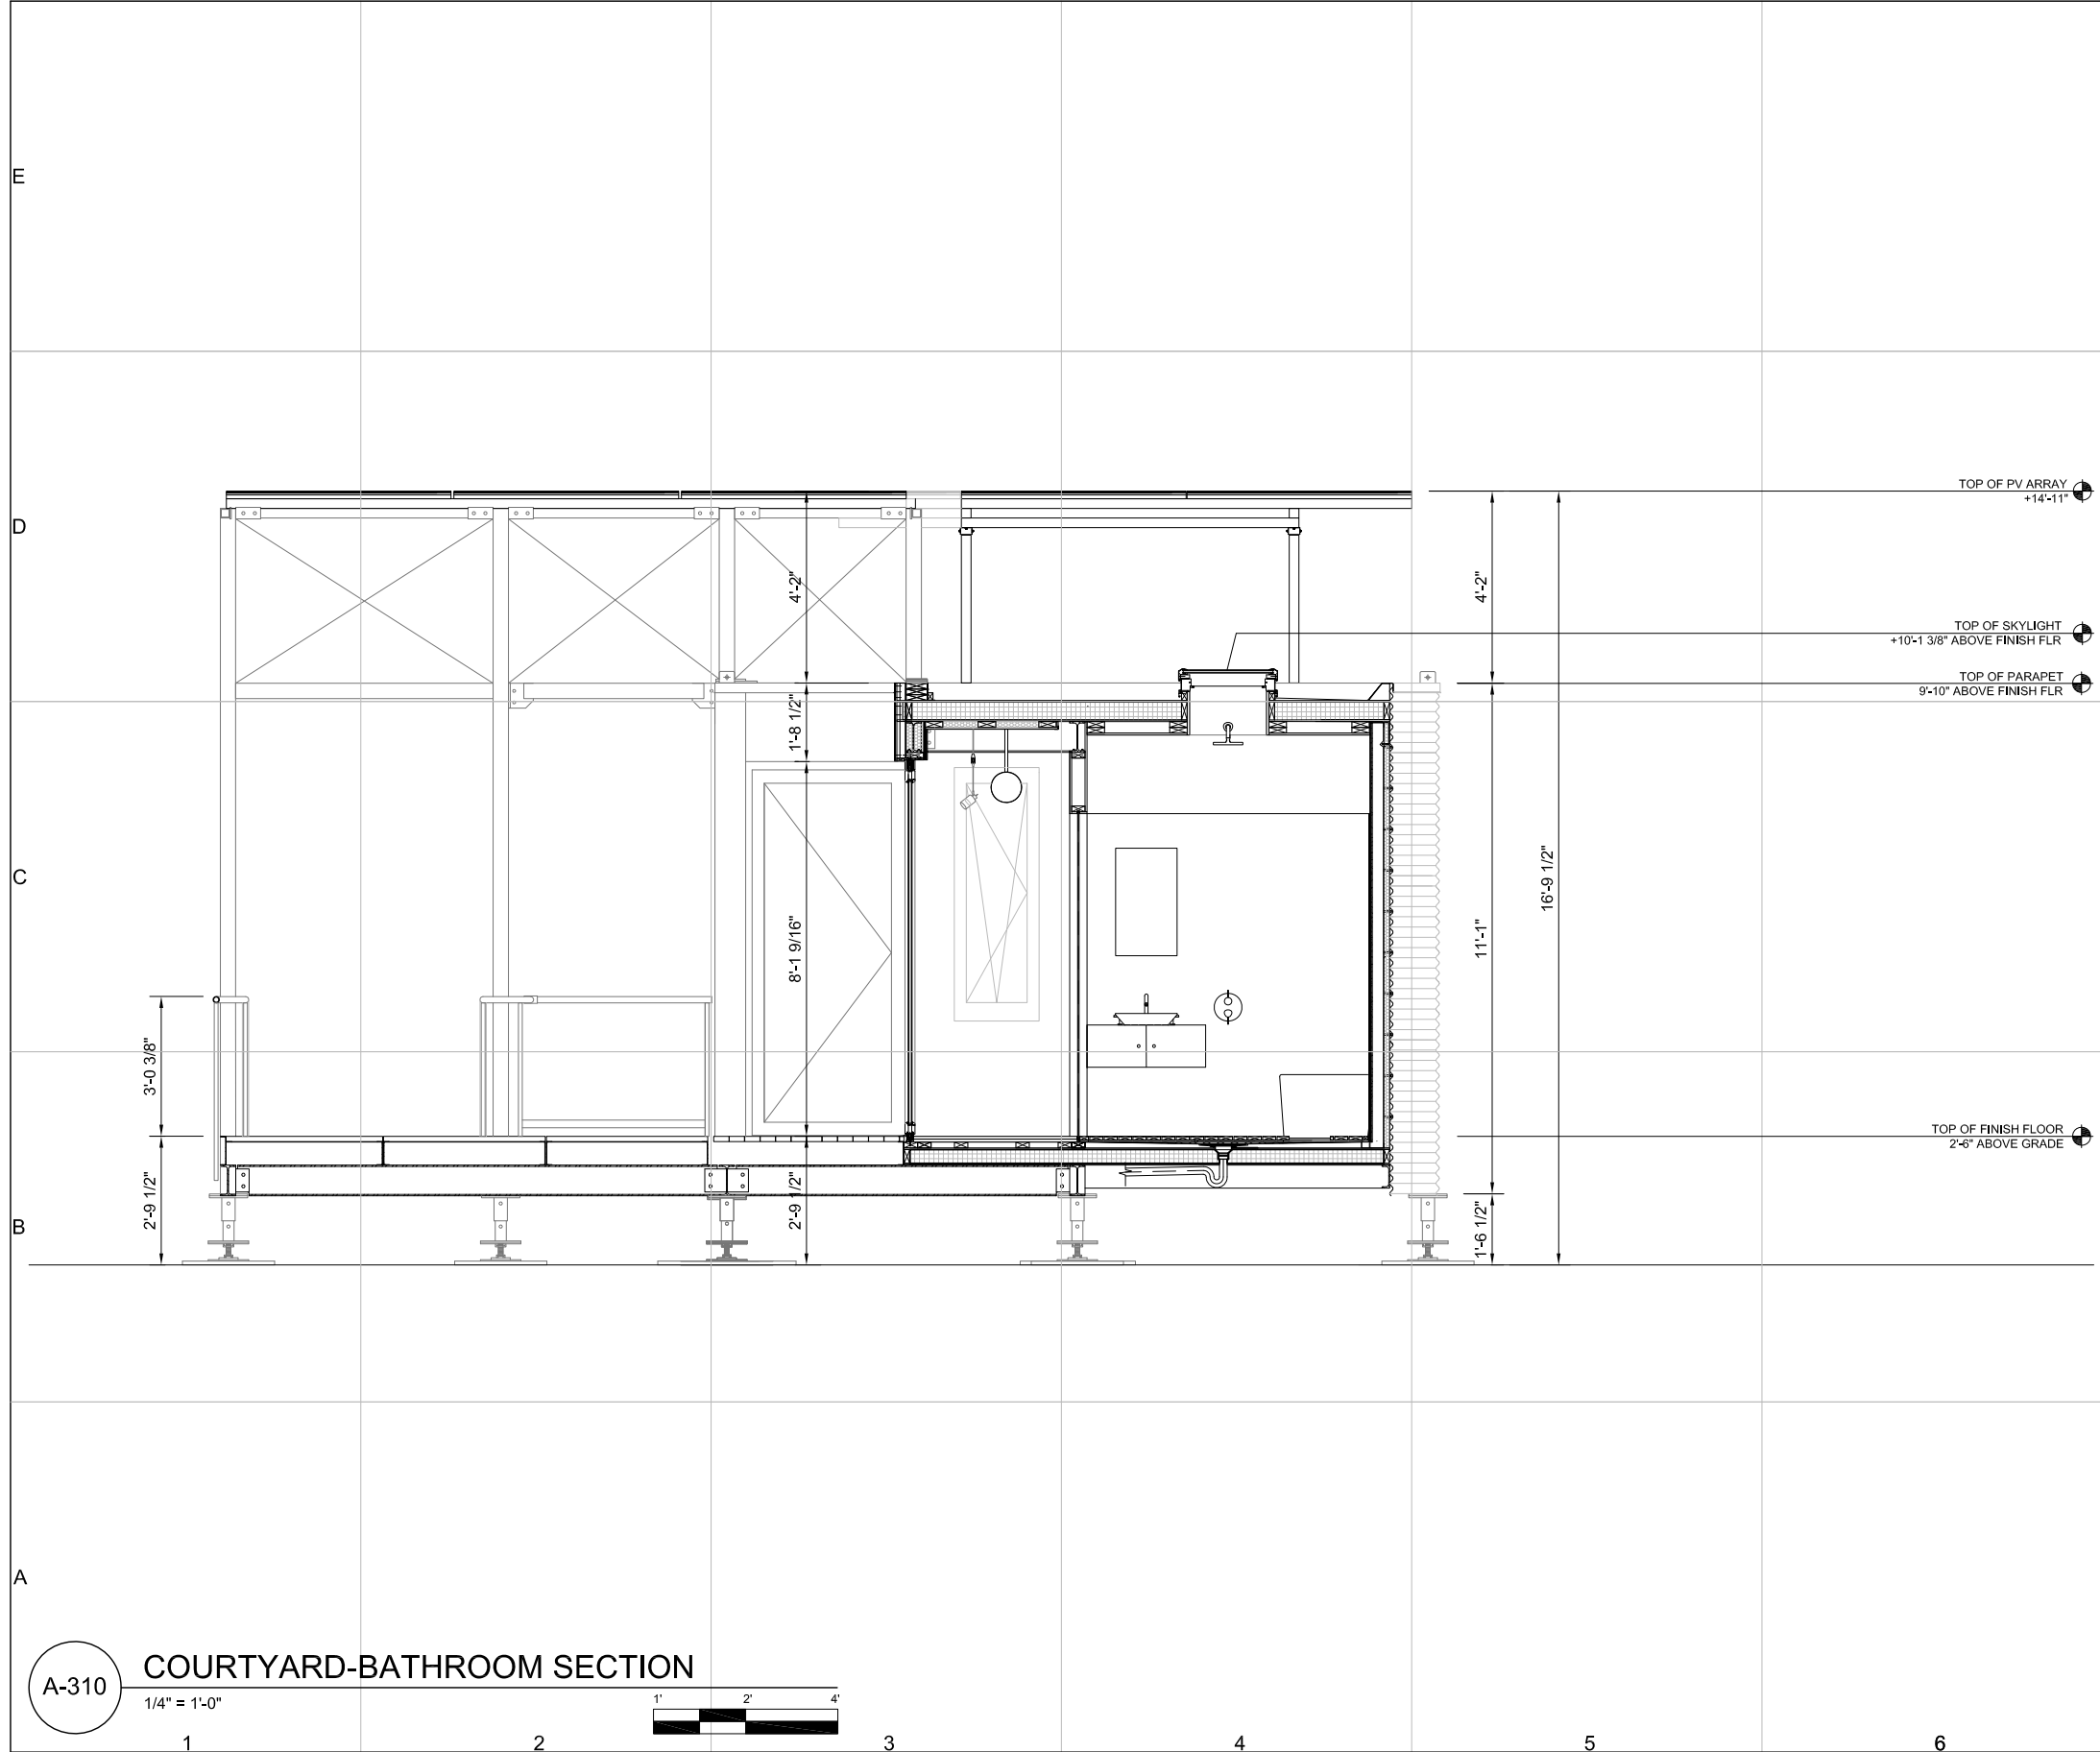 E
TOP OF PV ARRAY
+14'-11"
D
4'-2"
4'-2"
TOP OF SKYLIGHT
+10'-1 3/8" ABOVE FINISH FLR
TOP OF PARAPET
9'-10" ABOVE FINISH FLR
1'-8 1/2"
C
16'-9 1/2"
8'-1 9/16"
11'-1"
3'-0 3/8"
TOP OF FINISH FLOOR
2'-6" ABOVE GRADE
2'-9 1/2"
2'-9 1/2"
1'-6 1/2"
B
A
COURTYARD-BATHROOM SECTION
A-310
1/4" = 1'-0"
1' 2' 4'
1 2 3 4 5 6